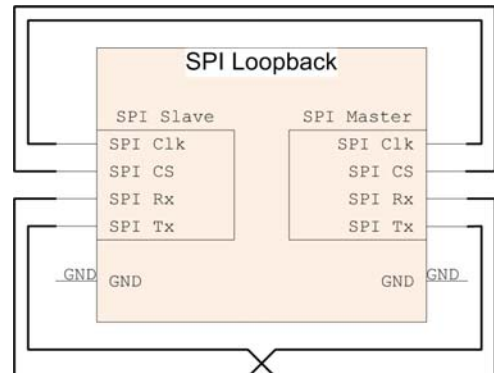 SPI Loopback
SPI Slave SPI Master
SPI Clk SPI Clk
SPI CS SPI CS
SPI Rx SPI Rx
SPI Tx SPI Tx
GND GND GND GND